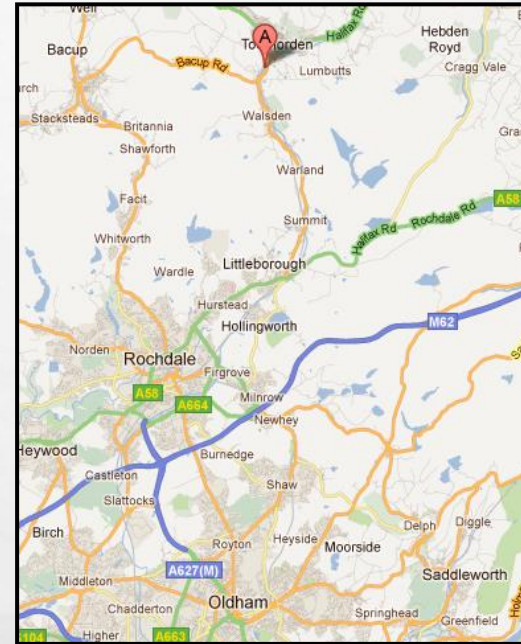 Bacup
Halifax Rd
A
Hebden
Royd
Bacup Rd
Lumbutts
Cragg Vale
Walsden
Stacksteads
Britannia
Shawforth
Warland
Facit
Summit
A58
Halifax Rd
Rochdale Rd
Whitworth
Wardle
Littleborough
Hurstead
Hollingworth
M62
Norden
Rochdale
Firgrove
A58
A664
Milnrow
Newhey
Heywood
Burnedge
Castleton
Shaw
Slattocks
Birch
Delph
Diggle
Heyside
Moorside
Royton
A627(M)
Saddleworth
Middleton
Chadderton
Oldham
Springhead
Greenfield
Higher
A663